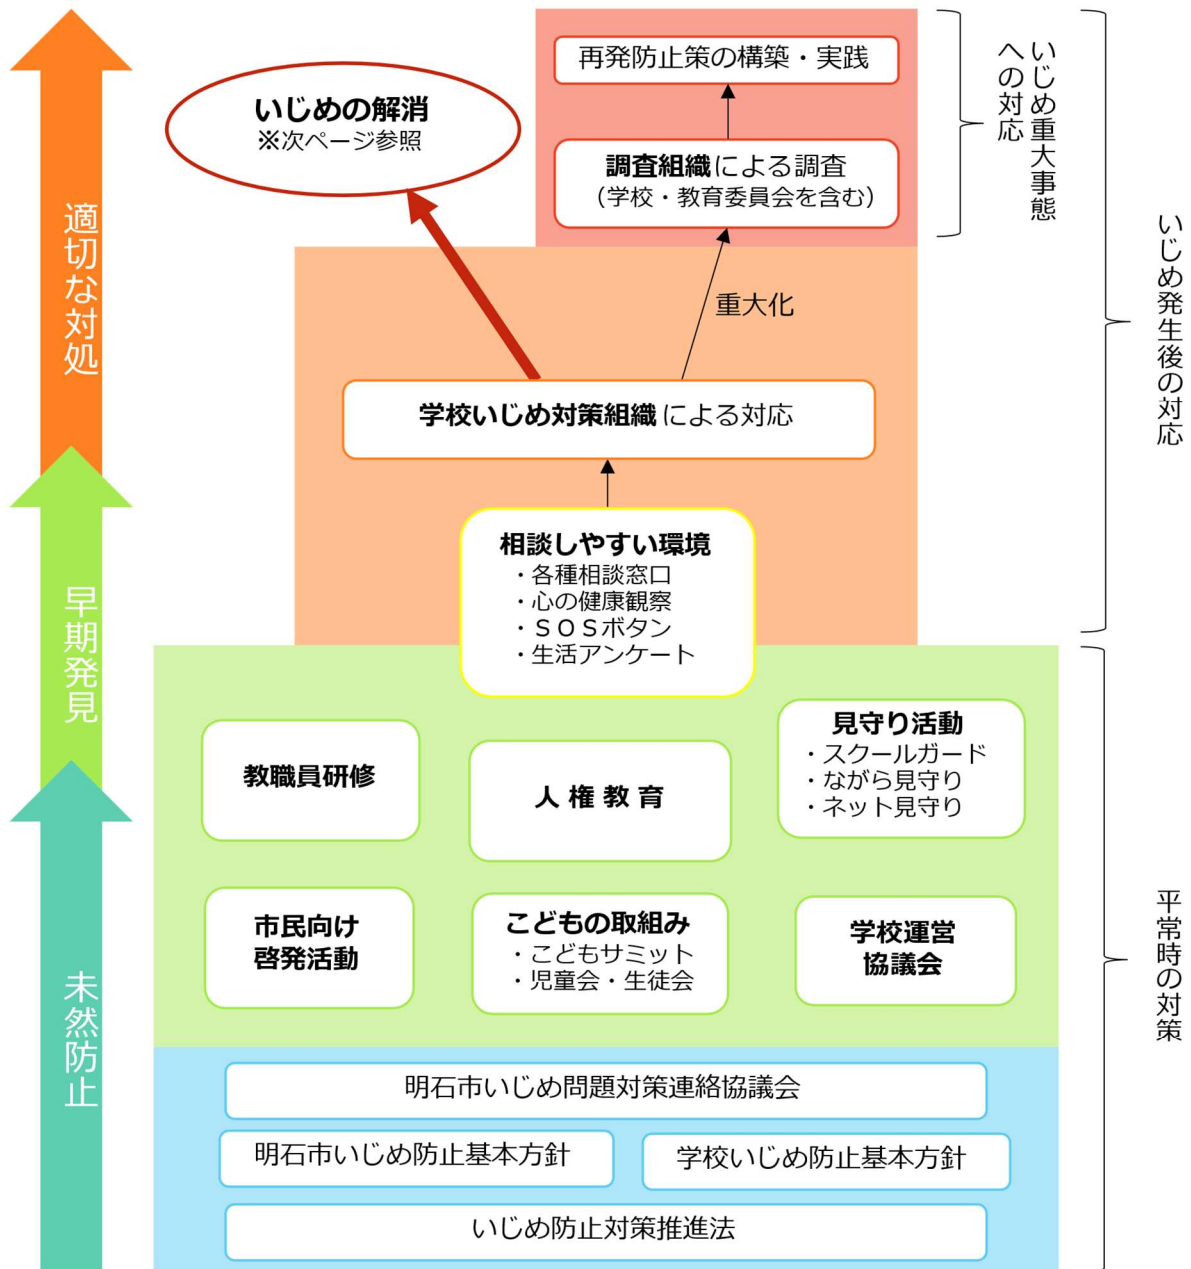 適切な対処
早期発見
未然防止
いじめの解消
※次ページ参照
再発防止策の構築・実践
調査組織による調査
（学校・教育委員会を含む）
重大化
学校いじめ対策組織による対応
相談しやすい環境
・各種相談窓口
・心の健康観察
・ＳＯＳボタン
・生活アンケート
教職員研修
人権教育
見守り活動
・スクールガード
・ながら見守り
・ネット見守り
市民向け
啓発活動
こどもの取組み
・こどもサミット
・児童会・生徒会
学校運営
協議会
明石市いじめ問題対策連絡協議会
明石市いじめ防止基本方針
学校いじめ防止基本方針
いじめ防止対策推進法
いじめ重大事態
への対応
いじめ発生後の対応
平常時の対策